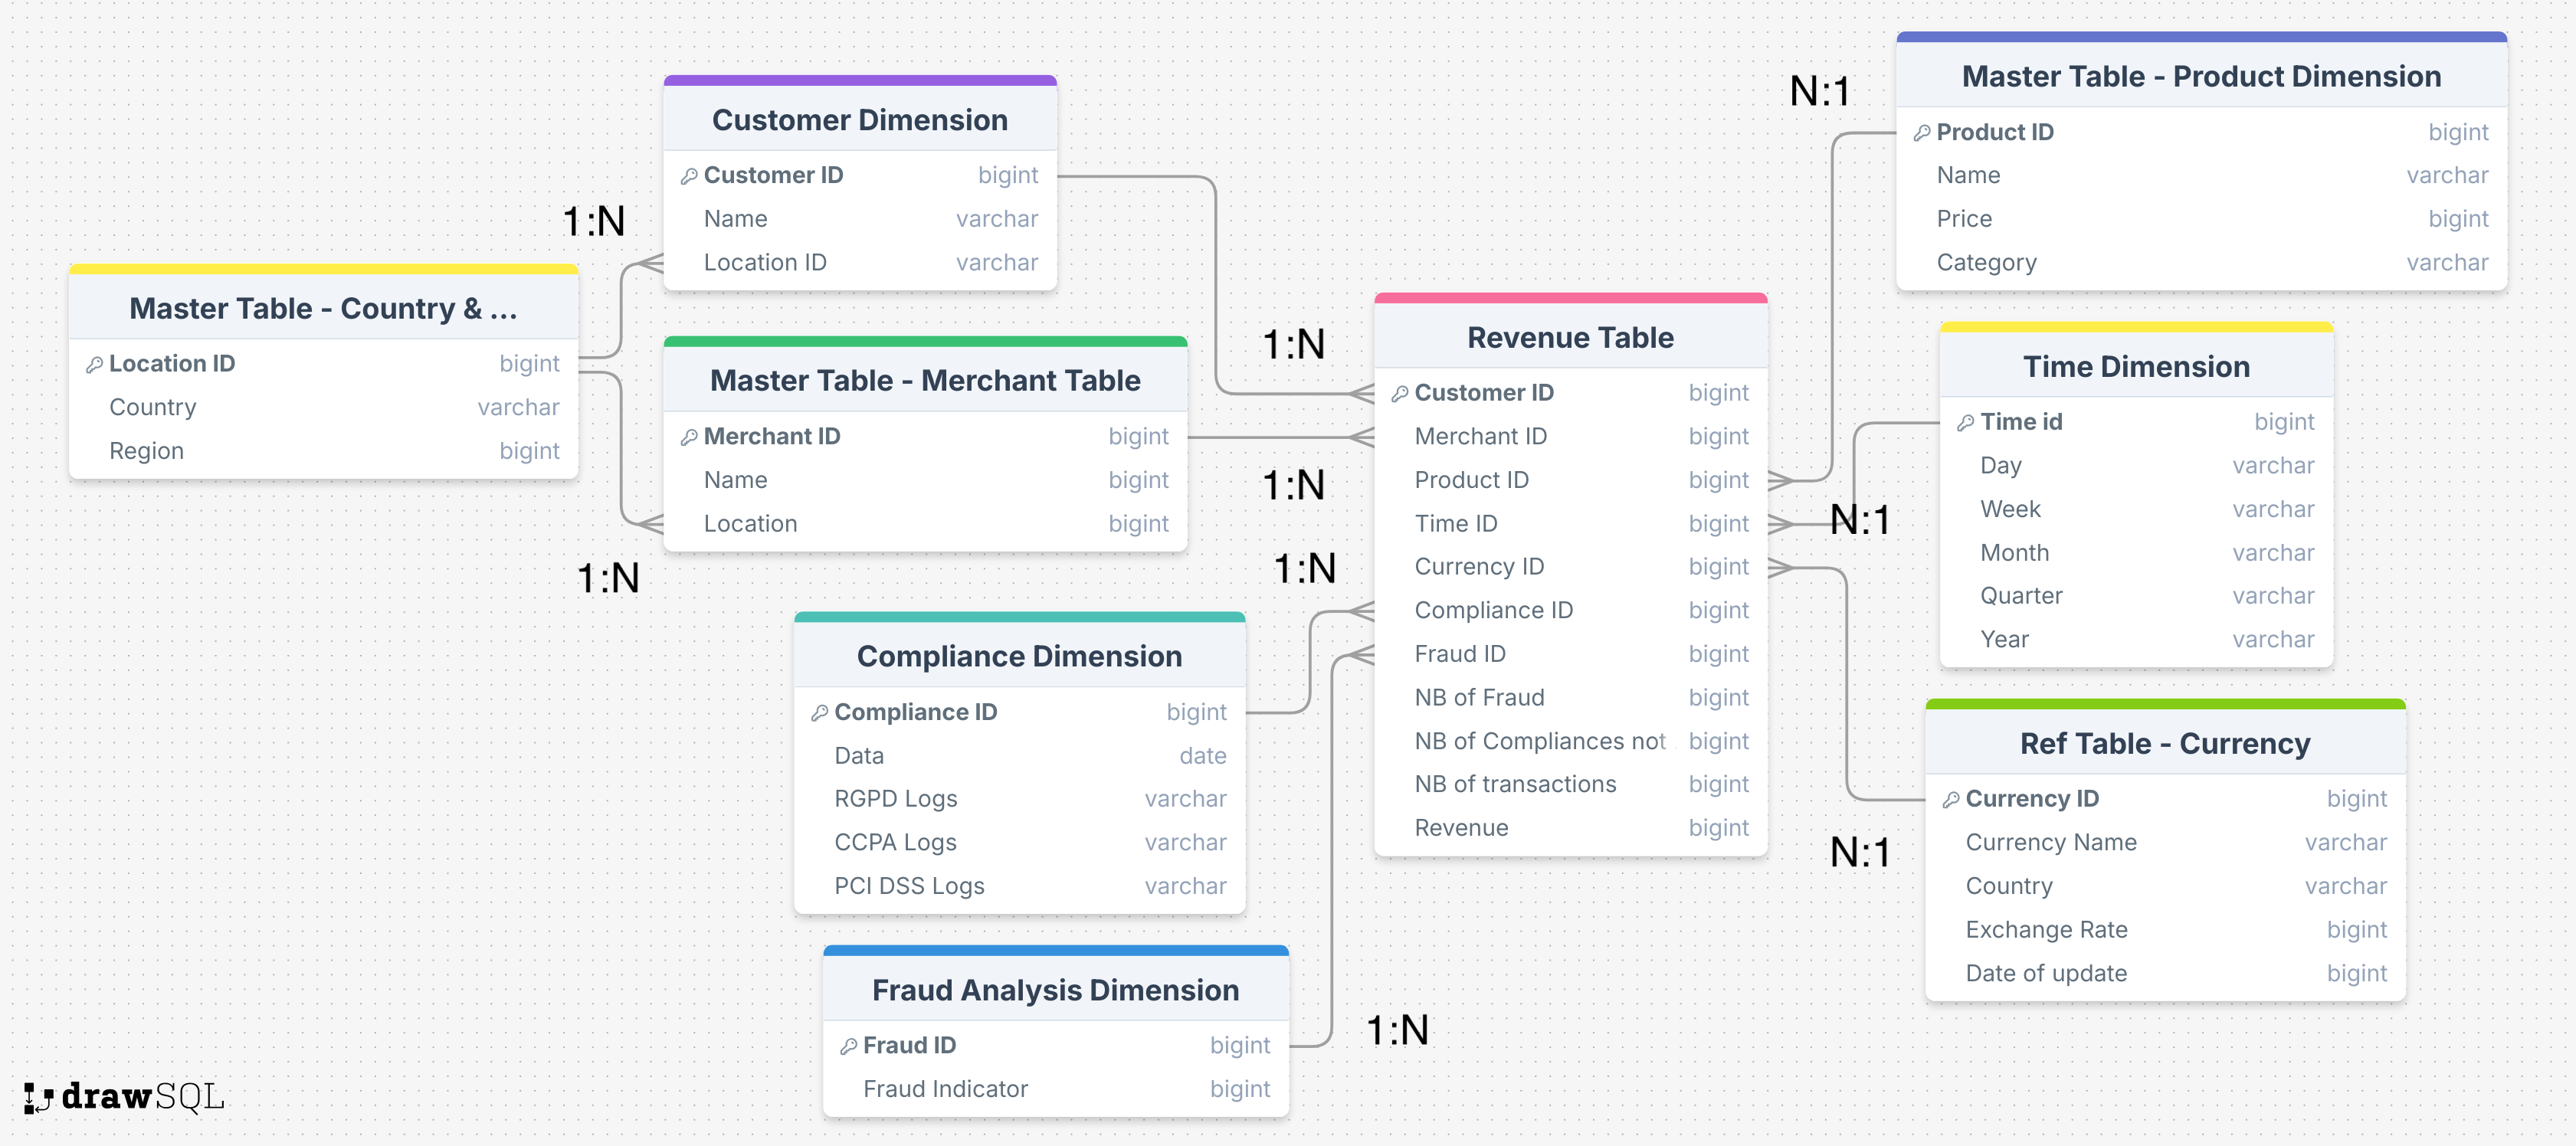 Customer Dimension
Customer ID bigint
Name varchar
Location ID varchar
1:N
Master Table - Country & ...
Location ID bigint
Country varchar
Region bigint
1:N
Master Table - Merchant Table
Merchant ID bigint
Name bigint
Location bigint
Compliance Dimension
Compliance ID bigint
Data date
RGPD Logs varchar
CCPA Logs varchar
PCI DSS Logs varchar
Fraud Analysis Dimension
Fraud ID bigint
Fraud Indicator bigint
1:N
1:N
1:N
1:N
Revenue Table
Customer ID bigint
Merchant ID bigint
Product ID bigint
Time ID bigint
Currency ID bigint
Compliance ID bigint
Fraud ID bigint
NB of Fraud bigint
NB of Compliances not bigint
NB of transactions bigint
Revenue bigint
N:1
Master Table - Product Dimension
Product ID bigint
Name varchar
Price bigint
Category varchar
N:1
Time Dimension
Time id bigint
Day varchar
Week varchar
Month varchar
Quarter varchar
Year varchar
N:1
Ref Table - Currency
Currency ID bigint
Currency Name varchar
Country varchar
Exchange Rate bigint
Date of update bigint
drawSQL